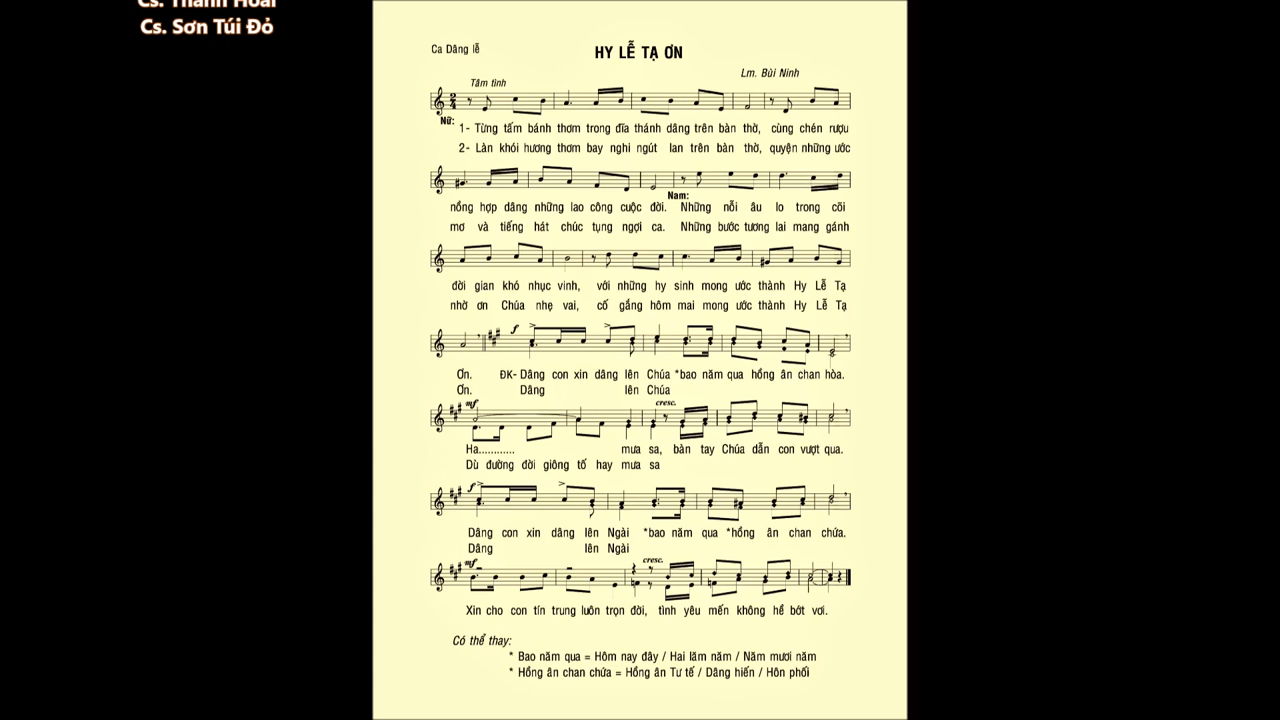 Cs. Thanh Hoài
Cs. Sơn Túi Đỏ
Ca Dâng lễ
HY LỄ TẠ ƠN
Lm. Bùi Ninh
Tâm tình
Nữ:
1- Từng tấm bánh thơm trong đĩa thánh dâng trên bàn thờ, cùng chén rượu
2- Làn khói hương thơm bay nghi ngút lan trên bàn thờ, quyện những ước
Nam:
nồng hợp dâng những lao công cuộc đời. Những nỗi âu lo trong cõi
mơ và tiếng hát chúc tụng ngợi ca. Những bước tương lai mang gánh
đời gian khó nhục vinh, với những hy sinh mong ước thành Hy Lễ Tạ
nhờ ơn Chúa nhẹ vai, cố gắng hôm mai mong ước thành Hy Lễ Tạ
f
Ơn. ĐK- Dâng con xin dâng lên Chúa *bao năm qua hồng ân chan hòa.
Ơn. Dâng lên Chúa
mf cresc.
Ha............ mưa sa, bàn tay Chúa dẫn con vượt qua.
Dù đường đời giông tố hay mưa sa
f
Dâng con xin dâng lên Ngài *bao năm qua *hồng ân chan chứa.
Dâng lên Ngài
mf cresc.
Xin cho con tín trung luôn trọn đời, tình yêu mến không hề bớt vơi.
Có thể thay:
* Bao năm qua = Hôm nay đây / Hai lăm năm / Năm mươi năm
* Hồng ân chan chứa = Hồng ân Tư tế / Dâng hiến / Hôn phối